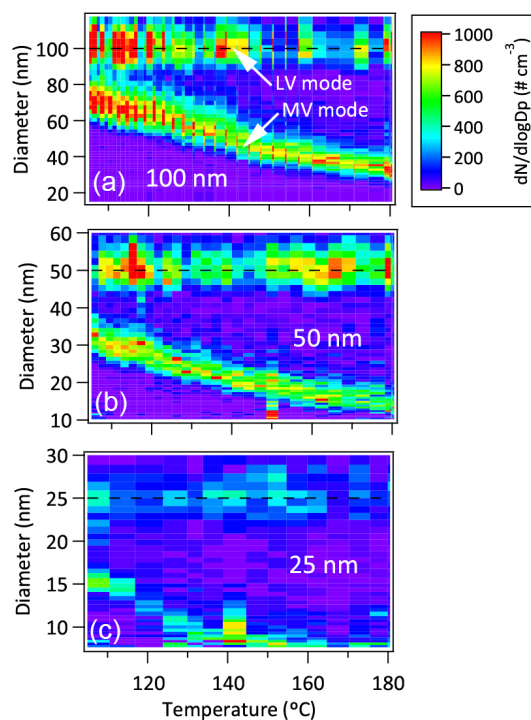 100
80
60
40
20
Diameter (nm)
LV mode
MV mode
(a)
100 nm
1000
800
600
400
200
0
dN/dlogDp
(# cm⁻³)
60
50
40
30
20
10
Diameter (nm)
50 nm
(b)
30
25
20
15
10
Diameter (nm)
25 nm
(c)
120
140
160
180
Temperature (ºC)